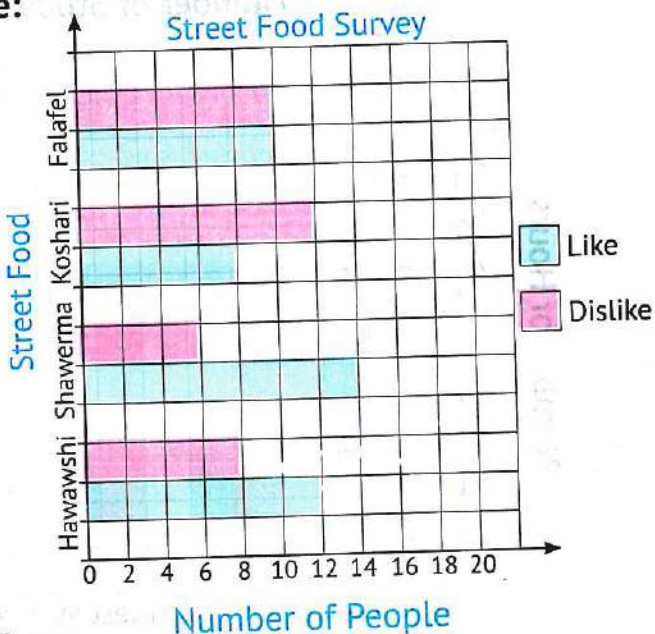 e:
Street Food Survey
Street Food
Falafel
Koshari
Shawerma
Hawawshi
Like
Dislike
0 2 4 6 8 10 12 14 16 18 20
Number of People